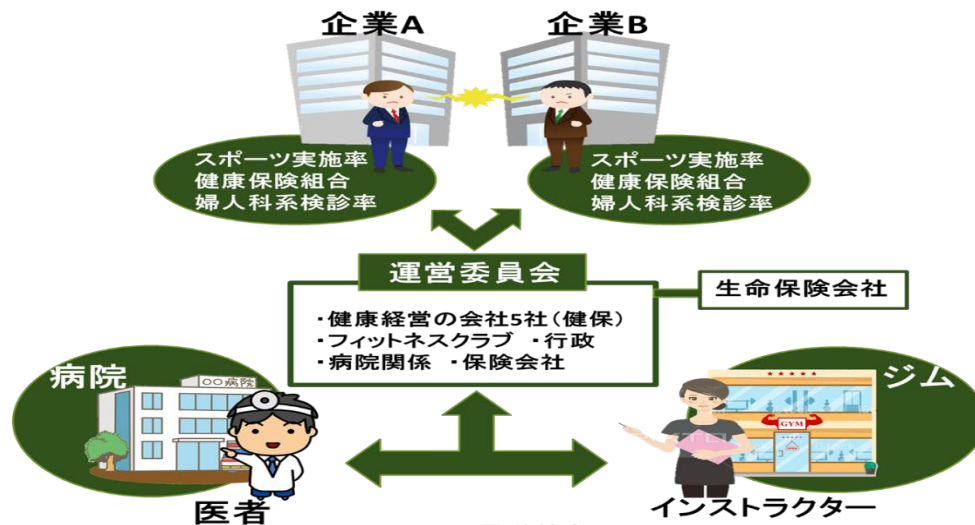 企業A
企業B
スポーツ実施率
健康保険組合
婦人科系検診率
スポーツ実施率
健康保険組合
婦人科系検診率
運営委員会
生命保険会社
・健康経営の会社5社（健保）
・フィットネスクラブ ・行政
・病院関係 ・保険会社
病院
〇〇病院
ジム
GYM
医者
インストラクター